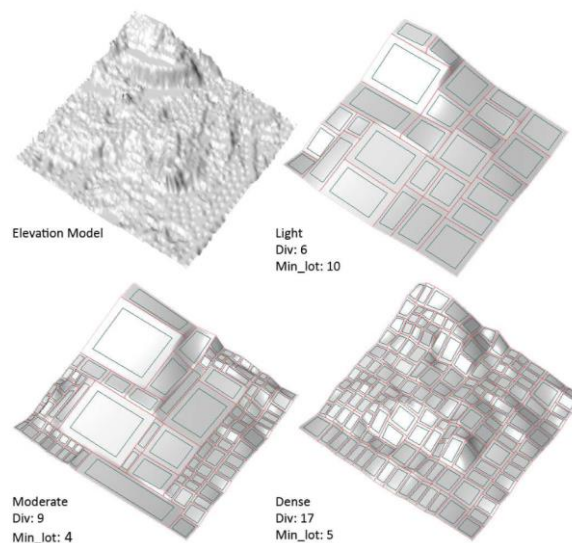 Elevation Model
Light
Div: 6
Min_lot: 10
Moderate
Div: 9
Min_lot: 4
Dense
Div: 17
Min_lot: 5